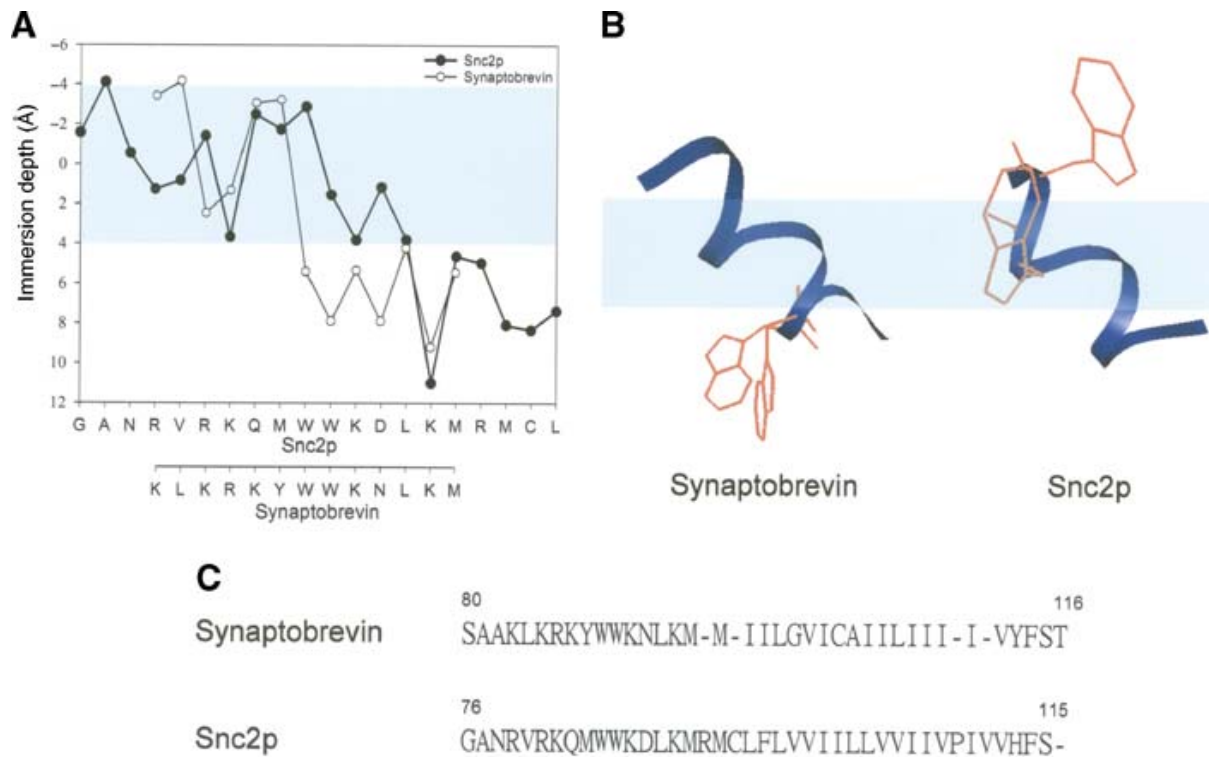 A
B
Immersion depth (Å)
-6
-4
-2
0
2
4
6
8
10
12
Snc2p
Synaptobrevin
G A N R V R K Q M W W K D L K M R M C L
Snc2p
K L K R K Y W W K N L K M
Synaptobrevin
Synaptobrevin
Snc2p
C
80 116
Synaptobrevin SAAKLKRKYWWKNLKM-M-IILGVICAIILIII-I-VYFST
76 115
Snc2p GANRVRKQMWWKDLKMRMCLFLVVIILLVVIIVPIVVHFS-